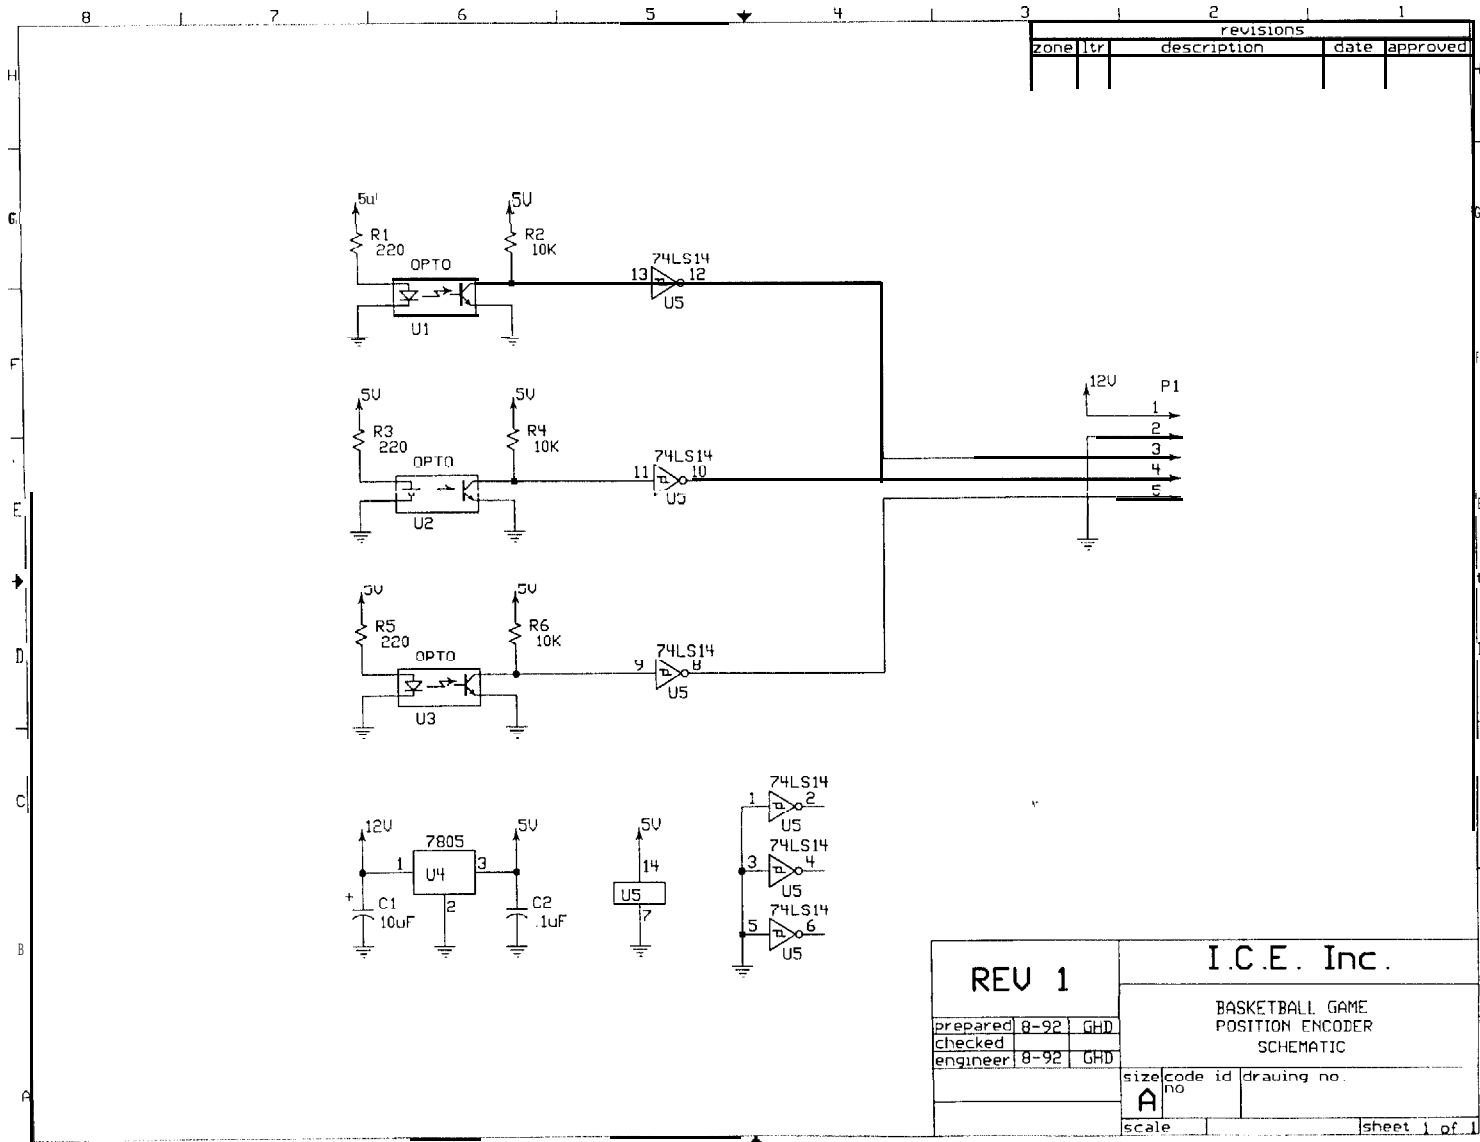 8 7 6 5 4 3 2 1
revisions
zone ltr description date approved
H
G
F
E
D
C
B
A
5V
R1
220
OPTO
U1
5V
R2
10K
74LS14
13 12
U5
5V
R3
220
OPTO
U2
5V
R4
10K
74LS14
11 10
U5
5V
R5
220
OPTO
U3
5V
R6
10K
74LS14
9 8
U5
12V P1
1
2
3
4
5
12V
7805
5V
1 U4 3
2
+
C1
10uF
C2
.1uF
5V
14
U5
7
74LS14
1 2
U5
74LS14
3 4
U5
74LS14
5 6
U5
REV 1
I.C.E. Inc.
prepared 8-92 GHD
checked
engineer 8-92 GHD
BASKETBALL GAME
POSITION ENCODER
SCHEMATIC
size code id drawing no.
no
A
scale sheet 1 of 1